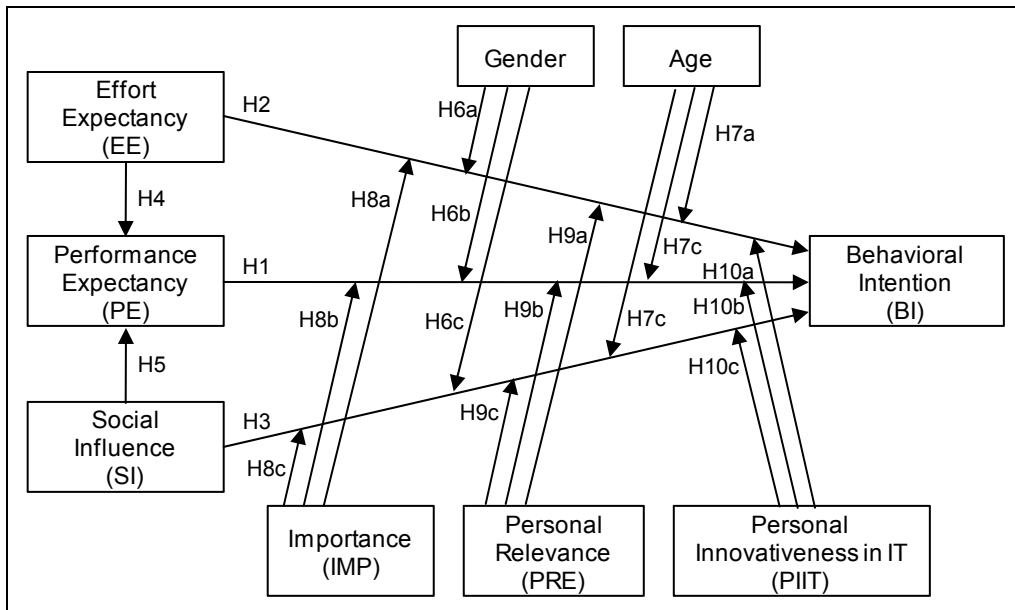 Gender
Age
Effort
Expectancy
(EE)
H2
H6a
H7a
H4
H8a
H6b
H9a
H7c
Performance
Expectancy
(PE)
H1
H10a
Behavioral
Intention
(BI)
H8b
H6c
H9b
H7c
H10b
H5
H10c
Social
Influence
(SI)
H3
H9c
H8c
Importance
(IMP)
Personal
Relevance
(PRE)
Personal
Innovativeness in IT
(PIIT)